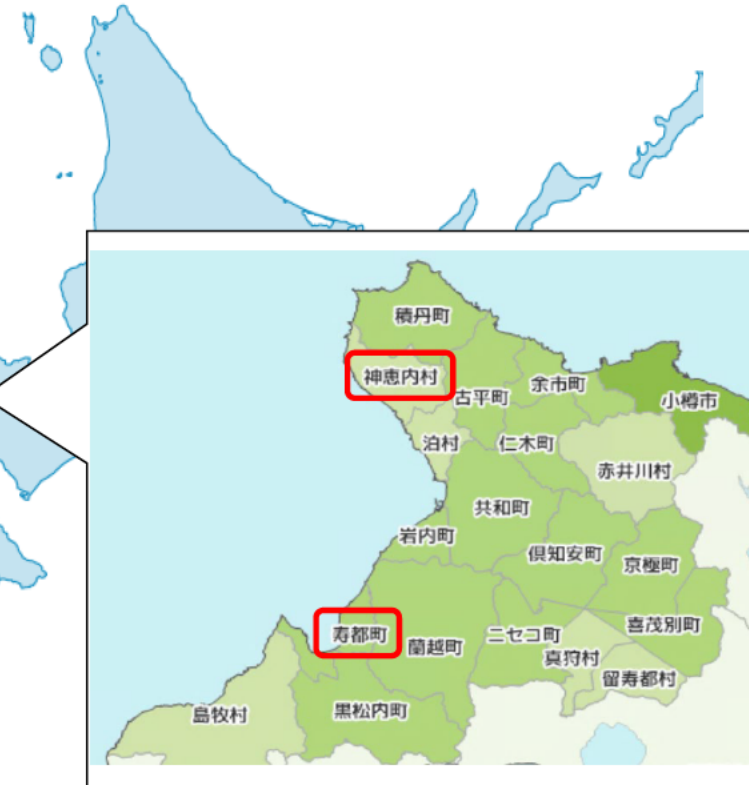 積丹町
神恵内村
古平町
余市町
小樽市
泊村
仁木町
赤井川村
共和町
岩内町
倶知安町
京極町
寿都町
蘭越町
ニセコ町
喜茂別町
真狩村
留寿都村
島牧村
黒松内町